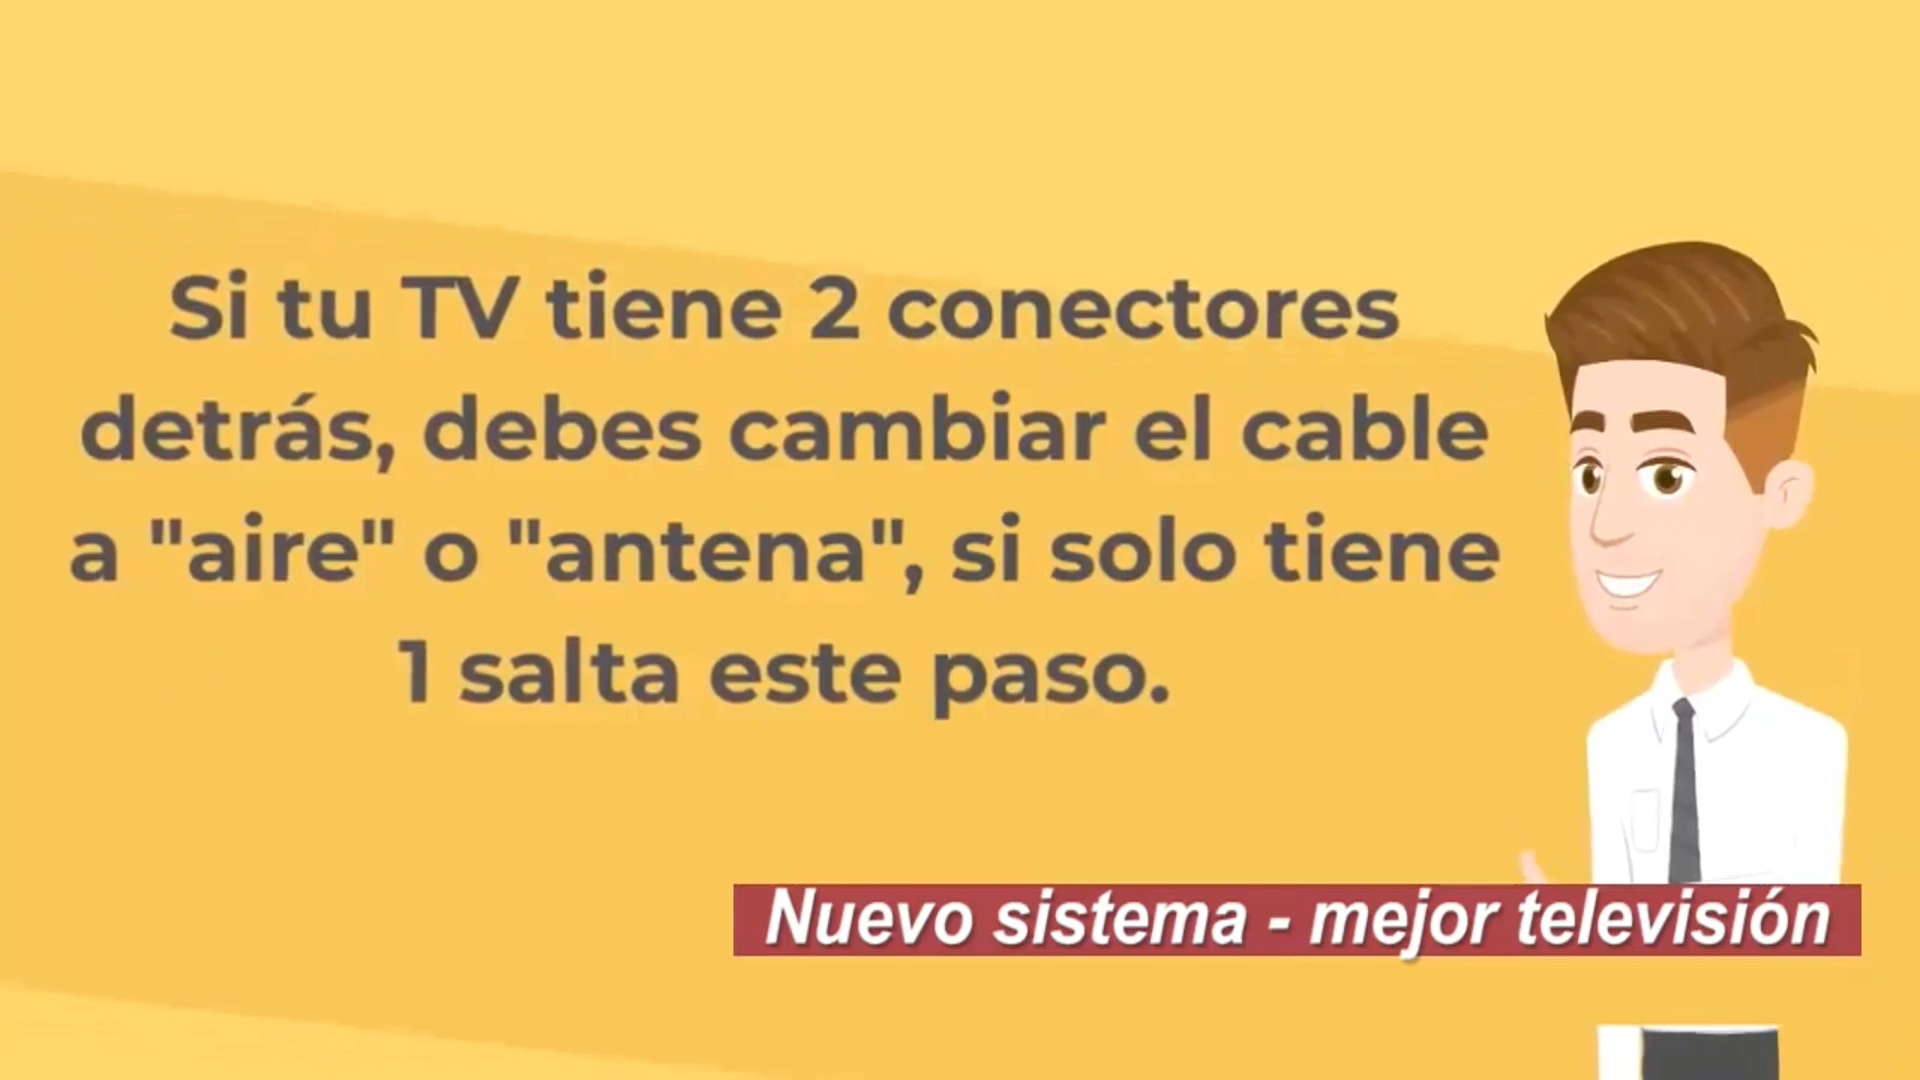 Si tu TV tiene 2 conectores
detrás, debes cambiar el cable
a "aire" o "antena", si solo tiene
1 salta este paso.
Nuevo sistema - mejor televisión